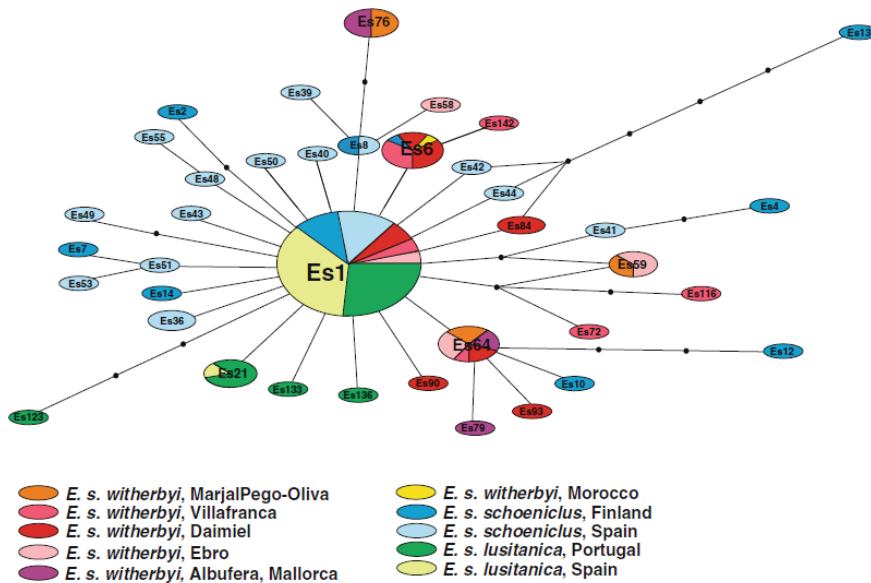 Es76
Es13
Es39
Es58
Es2
Es142
Es55
Es8
Es6
Es50
Es40
Es42
Es48
Es44
Es49
Es43
Es4
Es84
Es41
Es7
Es51
Es59
Es1
Es53
Es14
Es116
Es36
Es72
Es64
Es12
Es21
Es10
Es133
Es136
Es90
Es123
Es93
Es79
E. s. witherbyi, MarjalPego-Oliva
E. s. witherbyi, Villafranca
E. s. witherbyi, Daimiel
E. s. witherbyi, Ebro
E. s. witherbyi, Albufera, Mallorca
E. s. witherbyi, Morocco
E. s. schoeniclus, Finland
E. s. schoeniclus, Spain
E. s. lusitanica, Portugal
E. s. lusitanica, Spain